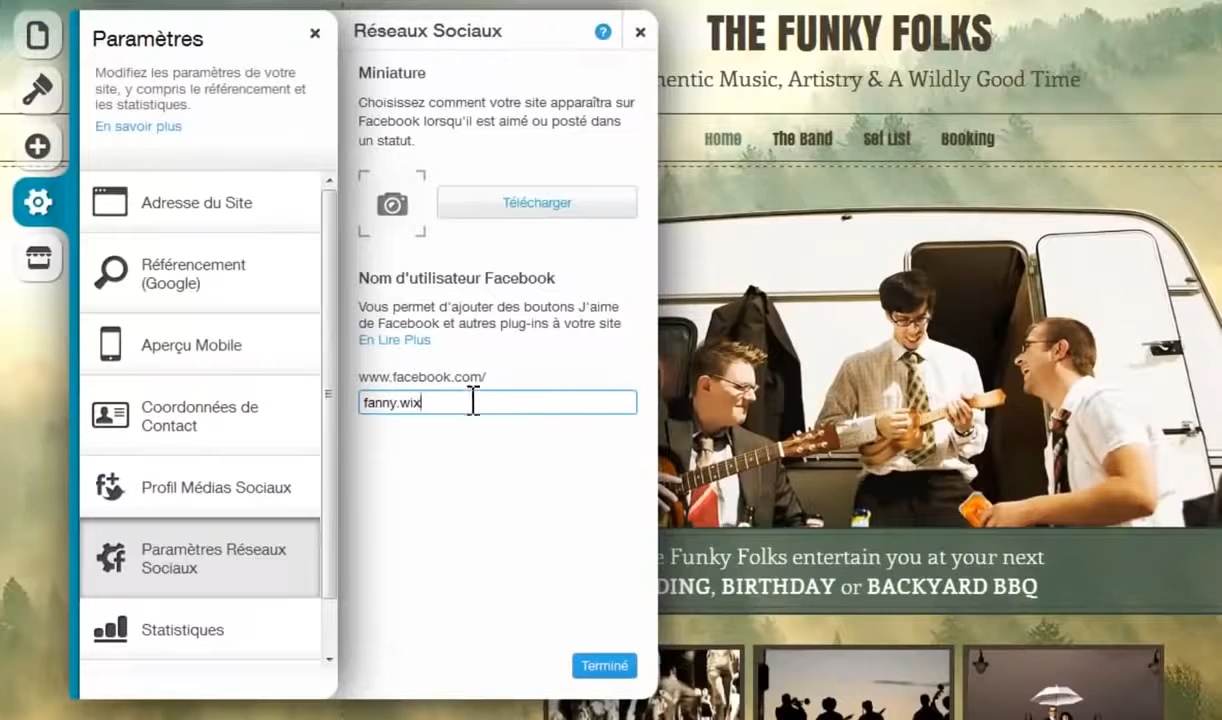 Paramètres
Modifiez les paramètres de votre
site, y compris le référencement et
les statistiques.
En savoir plus
Adresse du Site
Référencement
(Google)
Aperçu Mobile
Coordonnées de
Contact
Profil Médias Sociaux
Paramètres Réseaux
Sociaux
Statistiques
Réseaux Sociaux
?
Miniature
Choisissez comment votre site apparaîtra sur
Facebook lorsqu'il est aimé ou posté dans
un statut.
Télécharger
Nom d'utilisateur Facebook
Vous permet d'ajouter des boutons J'aime
de Facebook et autres plug-ins à votre site
En Lire Plus
www.facebook.com/
fanny.wix
Terminé
THE FUNKY FOLKS
Music, Artistry & A Wildly Good Time
Home The Band Set List Booking
Funky Folks entertain you at your next
BIRTHDAY or BACKYARD BBQ